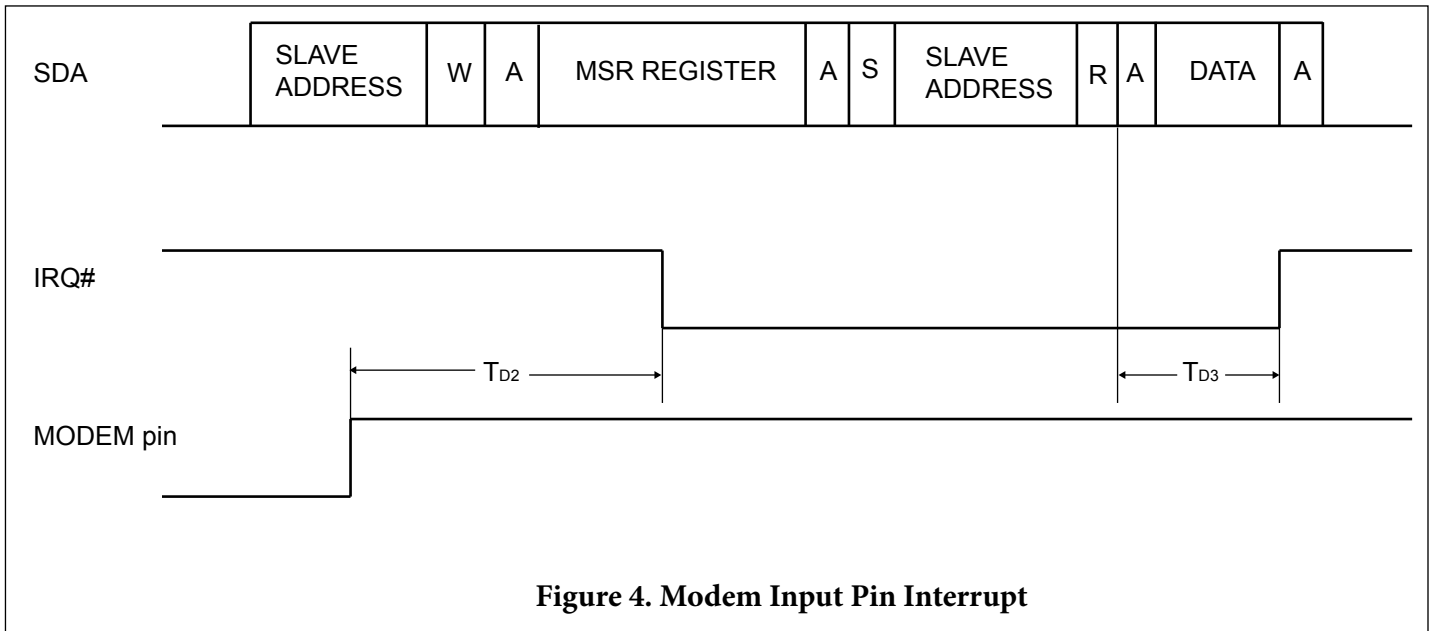 SDA
SLAVE
ADDRESS
W
A
MSR REGISTER
A
S
SLAVE
ADDRESS
R
A
DATA
A
IRQ#
TD2
TD3
MODEM pin
Figure 4. Modem Input Pin Interrupt